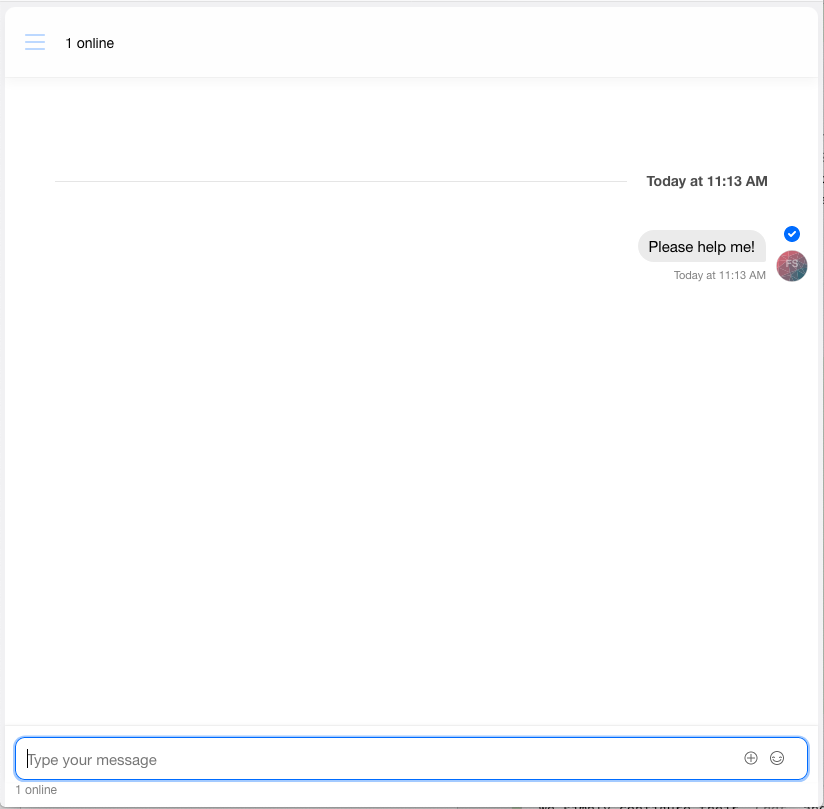 1 online
Today at 11:13 AM
Please help me!
FS
Today at 11:13 AM
Type your message
1 online